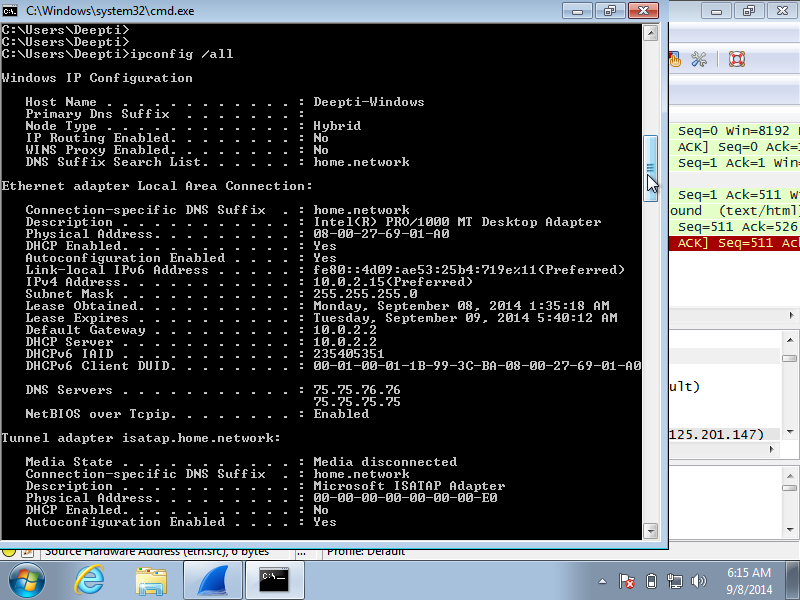 C:\Windows\system32\cmd.exe
C:\Users\Deepti>
C:\Users\Deepti>
C:\Users\Deepti>ipconfig /all
Windows IP Configuration
Host Name . . . . . . . . . . . . : Deepti-Windows
Primary Dns Suffix . . . . . . . :
Node Type . . . . . . . . . . . . : Hybrid
IP Routing Enabled. . . . . . . . : No
WINS Proxy Enabled. . . . . . . . : No
DNS Suffix Search List. . . . . . : home.network
Ethernet adapter Local Area Connection:
Connection-specific DNS Suffix . : home.network
Description . . . . . . . . . . . : Intel(R) PRO/1000 MT Desktop Adapter
Physical Address. . . . . . . . . : 08-00-27-69-01-A0
DHCP Enabled. . . . . . . . . . . : Yes
Autoconfiguration Enabled . . . . : Yes
Link-local IPv6 Address . . . . . : fe80::4d09:ae53:25b4:719e%11(Preferred)
IPv4 Address. . . . . . . . . . . : 10.0.2.15(Preferred)
Subnet Mask . . . . . . . . . . . : 255.255.255.0
Lease Obtained. . . . . . . . . . : Monday, September 08, 2014 1:35:18 AM
Lease Expires . . . . . . . . . . : Tuesday, September 09, 2014 5:40:12 AM
Default Gateway . . . . . . . . . : 10.0.2.2
DHCP Server . . . . . . . . . . . : 10.0.2.2
DHCPv6 IAID . . . . . . . . . . . : 235405351
DHCPv6 Client DUID. . . . . . . . : 00-01-00-01-1B-99-3C-BA-08-00-27-69-01-A0
DNS Servers . . . . . . . . . . . : 75.75.76.76
75.75.75.75
NetBIOS over Tcpip. . . . . . . . : Enabled
Tunnel adapter isatap.home.network:
Media State . . . . . . . . . . . : Media disconnected
Connection-specific DNS Suffix . : home.network
Description . . . . . . . . . . . : Microsoft ISATAP Adapter
Physical Address. . . . . . . . . : 00-00-00-00-00-00-00-E0
DHCP Enabled. . . . . . . . . . . : No
Autoconfiguration Enabled . . . . : Yes
Seq=0 Win=8192
ACK] Seq=0 Ack=
Seq=1 Ack=1 Win
Seq=1 Ack=511 W
ound (text/html
Seq=511 Ack=526
ACK] Seq=511 Ac
ult)
125.201.147)
Source Hardware Address (eth.src), 6 bytes ... Profile: Default
C:\_
6:15 AM
9/8/2014